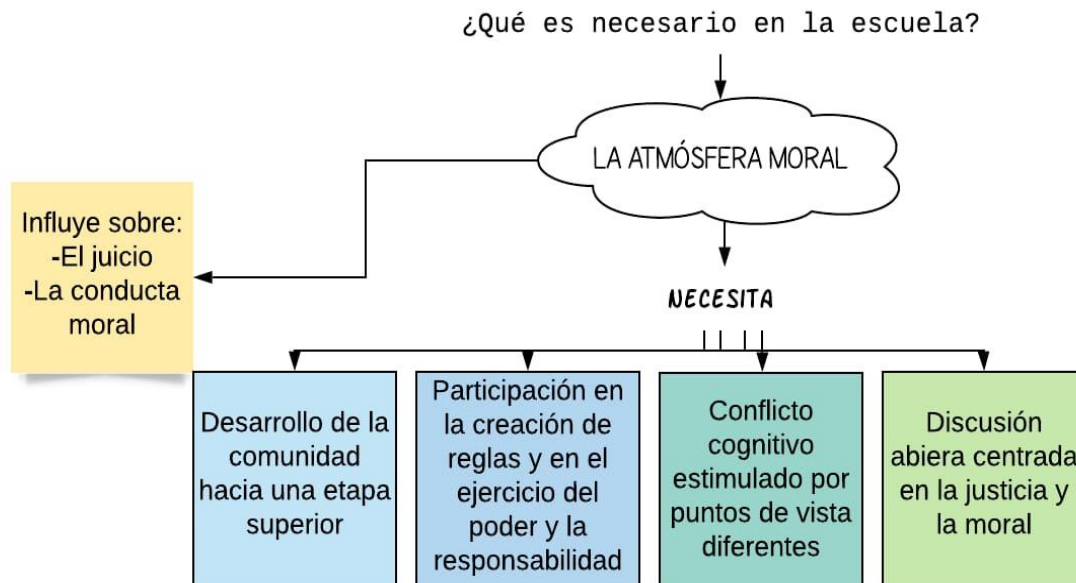 ¿Qué es necesario en la escuela?
LA ATMÓSFERA MORAL
Influye sobre:
-El juicio
-La conducta
moral
NECESITA
Desarrollo de la
comunidad
hacia una etapa
superior
Participación en
la creación de
reglas y en el
ejercicio del
poder y la
responsabilidad
Conflicto
cognitivo
estimulado por
puntos de vista
diferentes
Discusión
abiera centrada
en la justicia y
la moral